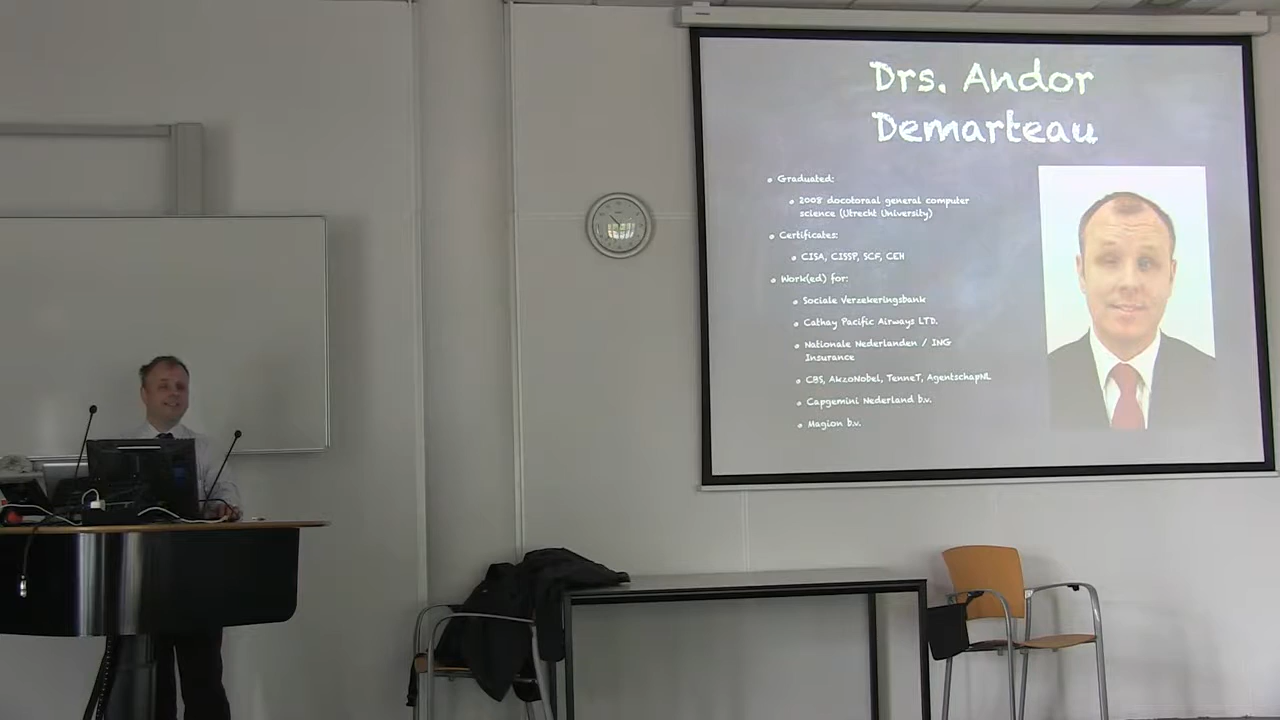 Drs. Andor
Demarteau
Graduated:
2008 docotoraal general computer
science (Utrecht University)
Certificates:
CISA, CISSP, SCF, CEH
Work(ed) for:
Sociale Verzekeringsbank
Cathay Pacific Airways LTD.
Nationale Nederlanden / ING
Insurance
CBS, AkzoNobel, TenneT, AgentschapNL
Capgemini Nederland b.v.
Magion b.v.